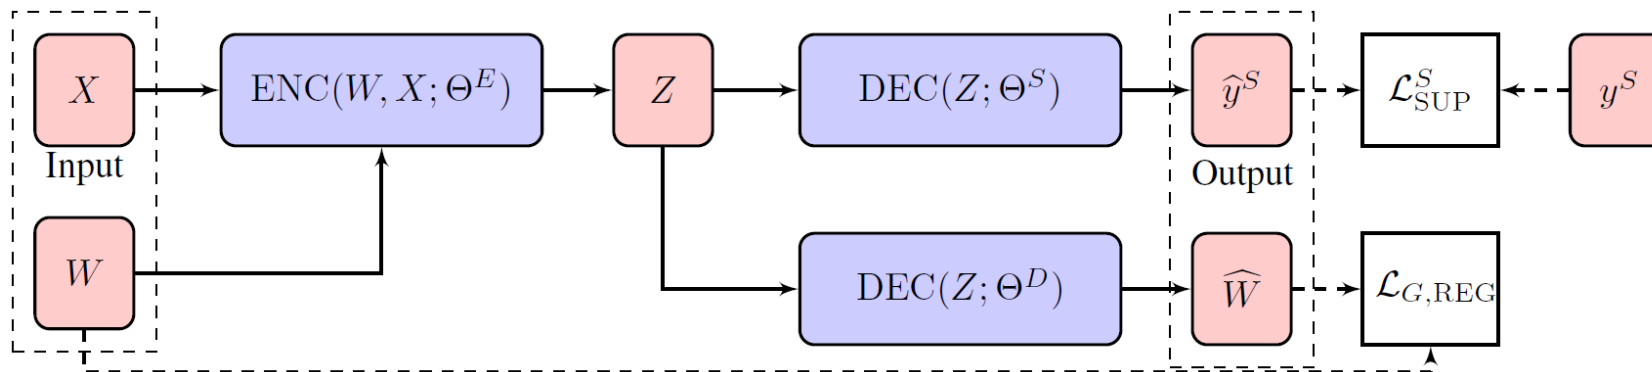 X
ENC(W, X; Θ^E)
Z
DEC(Z; Θ^S)
ŷ^S
ℒ^S_SUP
y^S
Input
Output
W
DEC(Z; Θ^D)
Ŵ
ℒ_G,REG